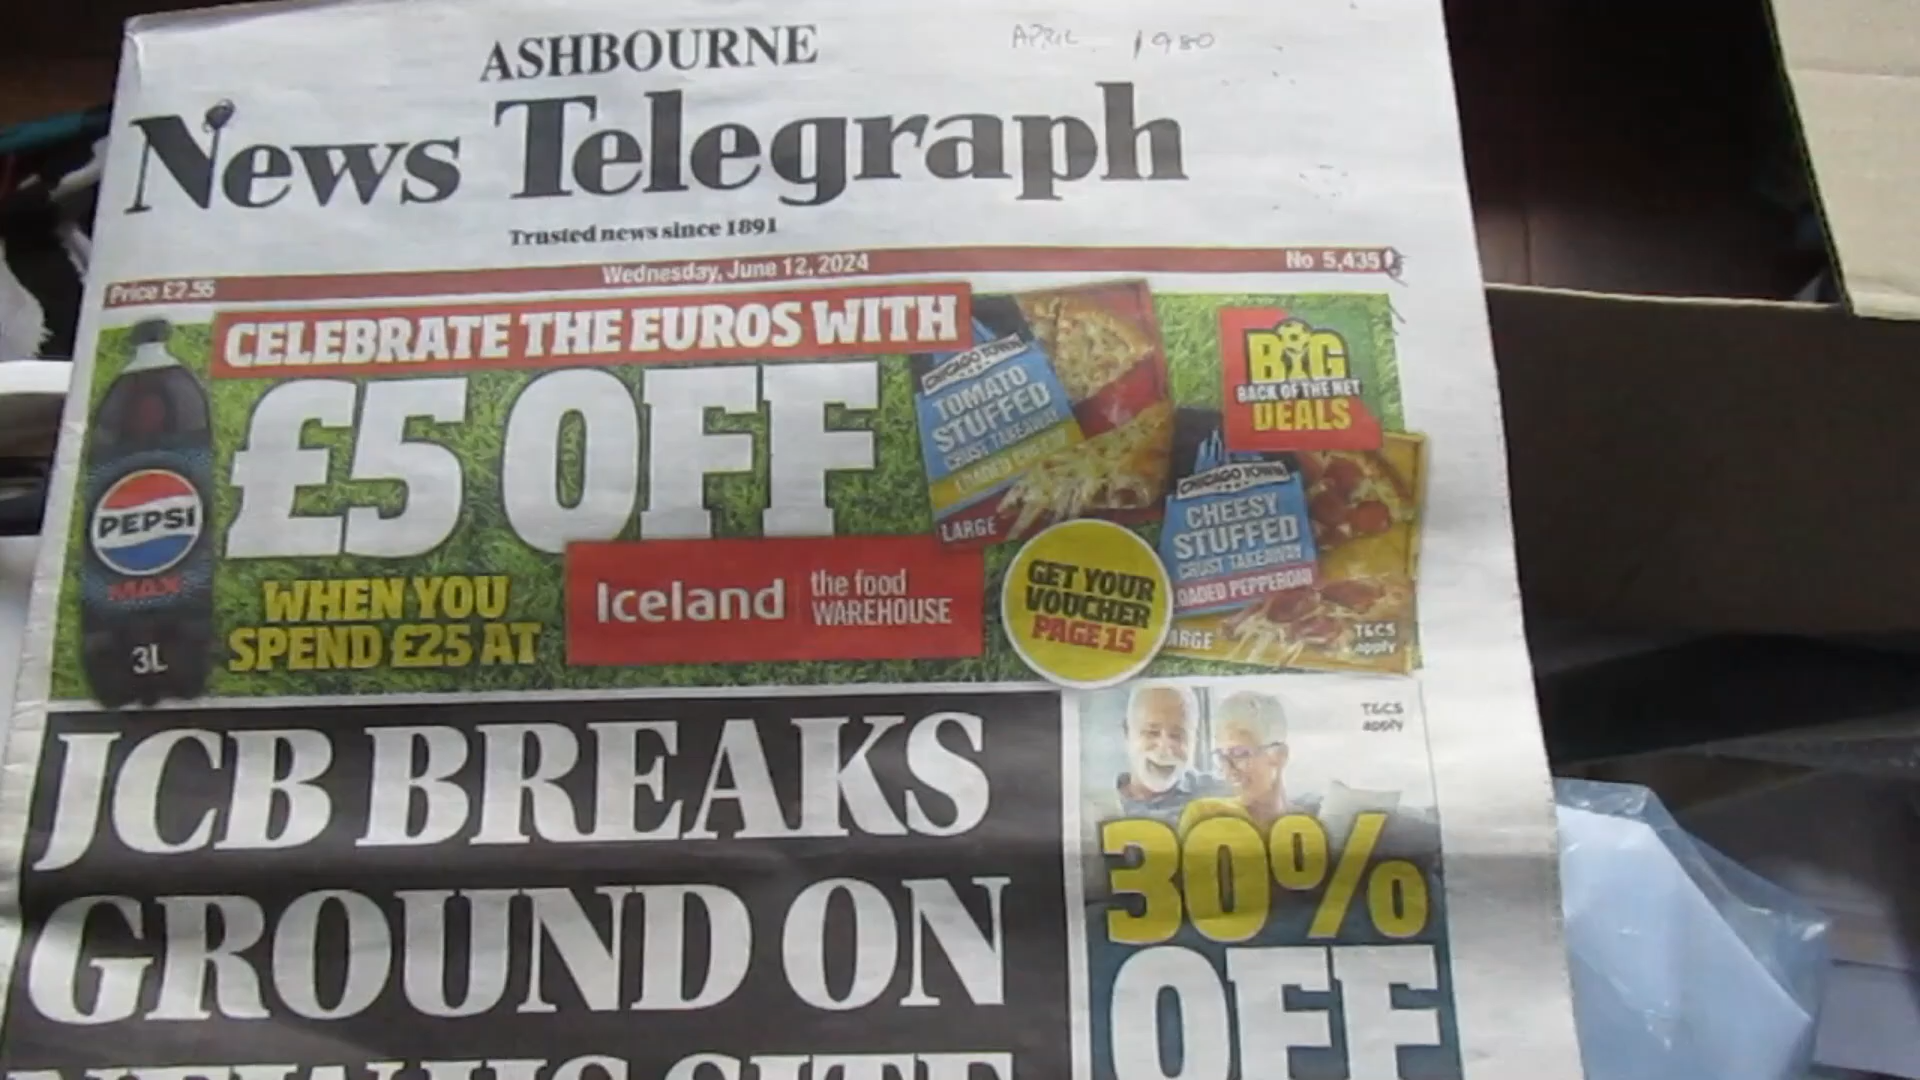 APRIL 1980
ASHBOURNE
News Telegraph
Trusted news since 1891
Price £2.55
Wednesday, June 12, 2024
No 5,435
CELEBRATE THE EUROS WITH
£5 OFF
WHEN YOU
SPEND £25 AT
Iceland
the food
WAREHOUSE
PEPSI
MAX
3L
CHICAGO TOWN
TOMATO
STUFFED
CRUST TAKEAWAY
LARGE
BIG
BACK OF THE NET
DEALS
CHICAGO TOWN
CHEESY
STUFFED
CRUST TAKEAWAY
LOADED PEPPERONI
LARGE
GET YOUR
VOUCHER
PAGE 15
T&CS
apply
JCB BREAKS
GROUND ON
T&CS
apply
30%
OFF